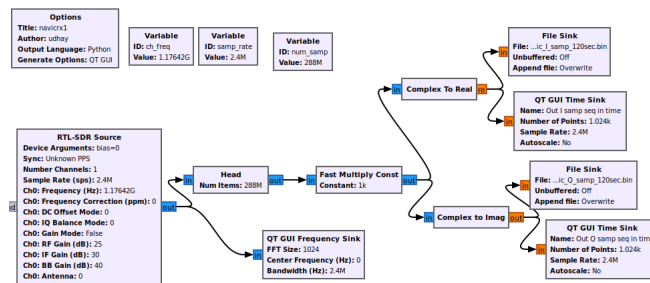 Options
Title: navicrx1
Author: udhay
Output Language: Python
Generate Options: QT GUI
Variable
ID: ch_freq
Value: 1.17642G
Variable
ID: samp_rate
Value: 2.4M
Variable
ID: num_samp
Value: 288M
File Sink
File: ...ic_I_samp_120sec.bin
Unbuffered: Off
Append file: Overwrite
in
in
Complex To Real
re
QT GUI Time Sink
Name: Out I samp seq in time
Number of Points: 1.024k
Sample Rate: 2.4M
Autoscale: No
in
RTL-SDR Source
Device Arguments: bias=0
Sync: Unknown PPS
Number Channels: 1
Sample Rate (sps): 2.4M
Ch0: Frequency (Hz): 1.17642G
Ch0: Frequency Correction (ppm): 0
Ch0: DC Offset Mode: 0
Ch0: IQ Balance Mode: 0
Ch0: Gain Mode: False
Ch0: RF Gain (dB): 25
Ch0: IF Gain (dB): 30
Ch0: BB Gain (dB): 40
Ch0: Antenna: 0
out
in
Head
Num Items: 288M
out
in
Fast Multiply Const
Constant: 1k
out
File Sink
File: ...ic_Q_samp_120sec.bin
Unbuffered: Off
Append file: Overwrite
in
in
Complex to Imag
im
QT GUI Time Sink
Name: Out Q samp seq in time
Number of Points: 1.024k
Sample Rate: 2.4M
Autoscale: No
in
QT GUI Frequency Sink
FFT Size: 1024
Center Frequency (Hz): 0
Bandwidth (Hz): 2.4M
in